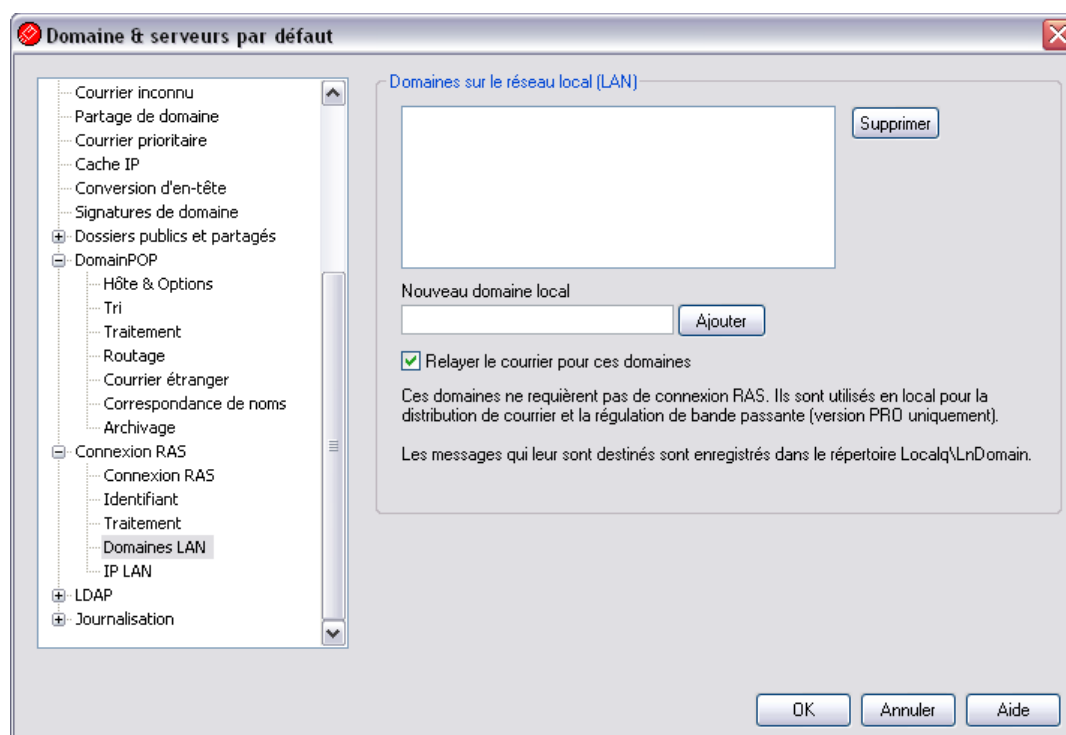 Domaine & serveurs par défaut
Courrier inconnu
Partage de domaine
Courrier prioritaire
Cache IP
Conversion d'en-tête
Signatures de domaine
Dossiers publics et partagés
DomainPOP
Hôte & Options
Tri
Traitement
Routage
Courrier étranger
Correspondance de noms
Archivage
Connexion RAS
Connexion RAS
Identifiant
Traitement
Domaines LAN
IP LAN
LDAP
Journalisation
Domaines sur le réseau local (LAN)
Supprimer
Nouveau domaine local
Ajouter
Relayer le courrier pour ces domaines
Ces domaines ne requièrent pas de connexion RAS. Ils sont utilisés en local pour la
distribution de courrier et la régulation de bande passante (version PRO uniquement).
Les messages qui leur sont destinés sont enregistrés dans le répertoire Localq\LnDomain.
OK
Annuler
Aide